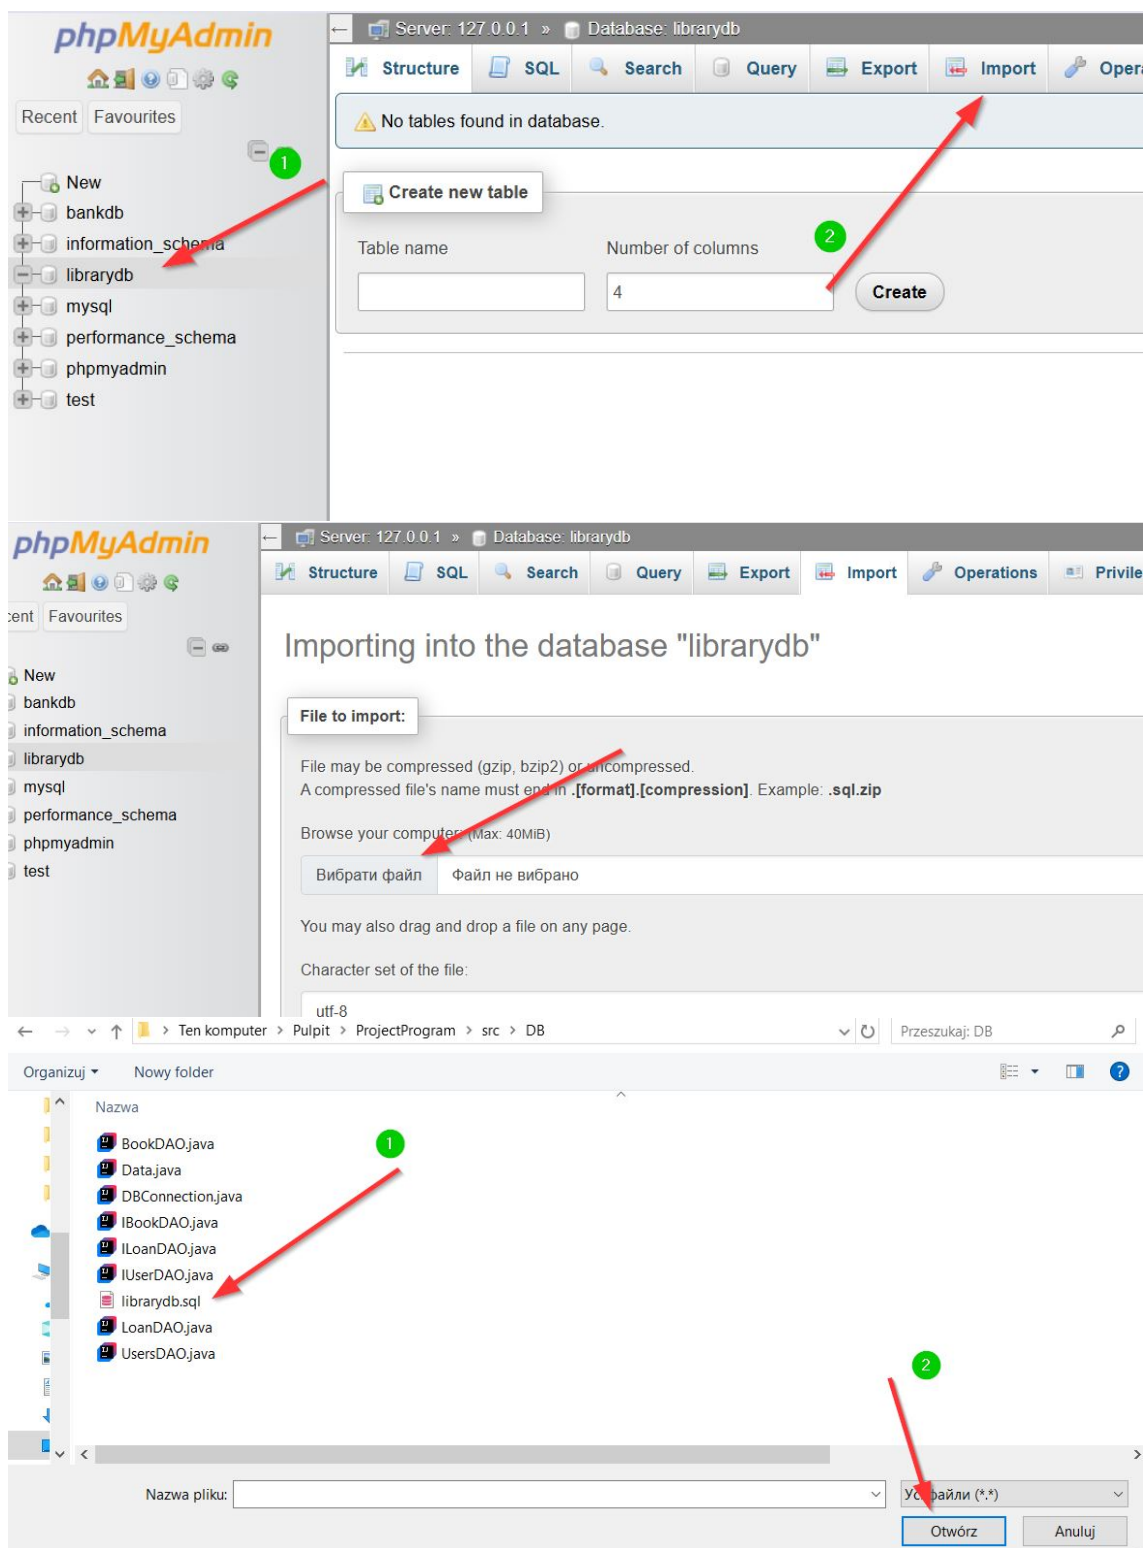 phpMyAdmin
Server: 127.0.0.1 » Database: librarydb
Structure SQL Search Query Export Import
Recent Favourites
No tables found in database.
1
New
Create new table
bankdb
information_schema
Table name Number of columns
2
librarydb
4 Create
mysql
performance_schema
phpmyadmin
test
phpMyAdmin
Server: 127.0.0.1 » Database: librarydb
Structure SQL Search Query Export Import Operations
Favourites
Importing into the database "librarydb"
New
bankdb
information_schema
librarydb
mysql
performance_schema
phpmyadmin
test
File to import:
File may be compressed (gzip, bzip2) or uncompressed.
A compressed file's name must end in .[format].[compression]. Example: .sql.zip
Browse your computer: (Max: 40MiB)
Вибрати файл Файл не вибрано
You may also drag and drop a file on any page.
Character set of the file:
utf-8
Ten komputer > Pulpit > ProjectProgram > src > DB
Przeszukaj: DB
Organizuj Nowy folder
Nazwa
1
BookDAO.java
Data.java
DBConnection.java
IBookDAO.java
ILoanDAO.java
IUserDAO.java
librarydb.sql
LoanDAO.java
UsersDAO.java
2
Nazwa pliku:
Усі файли (*.*)
Otwórz Anuluj